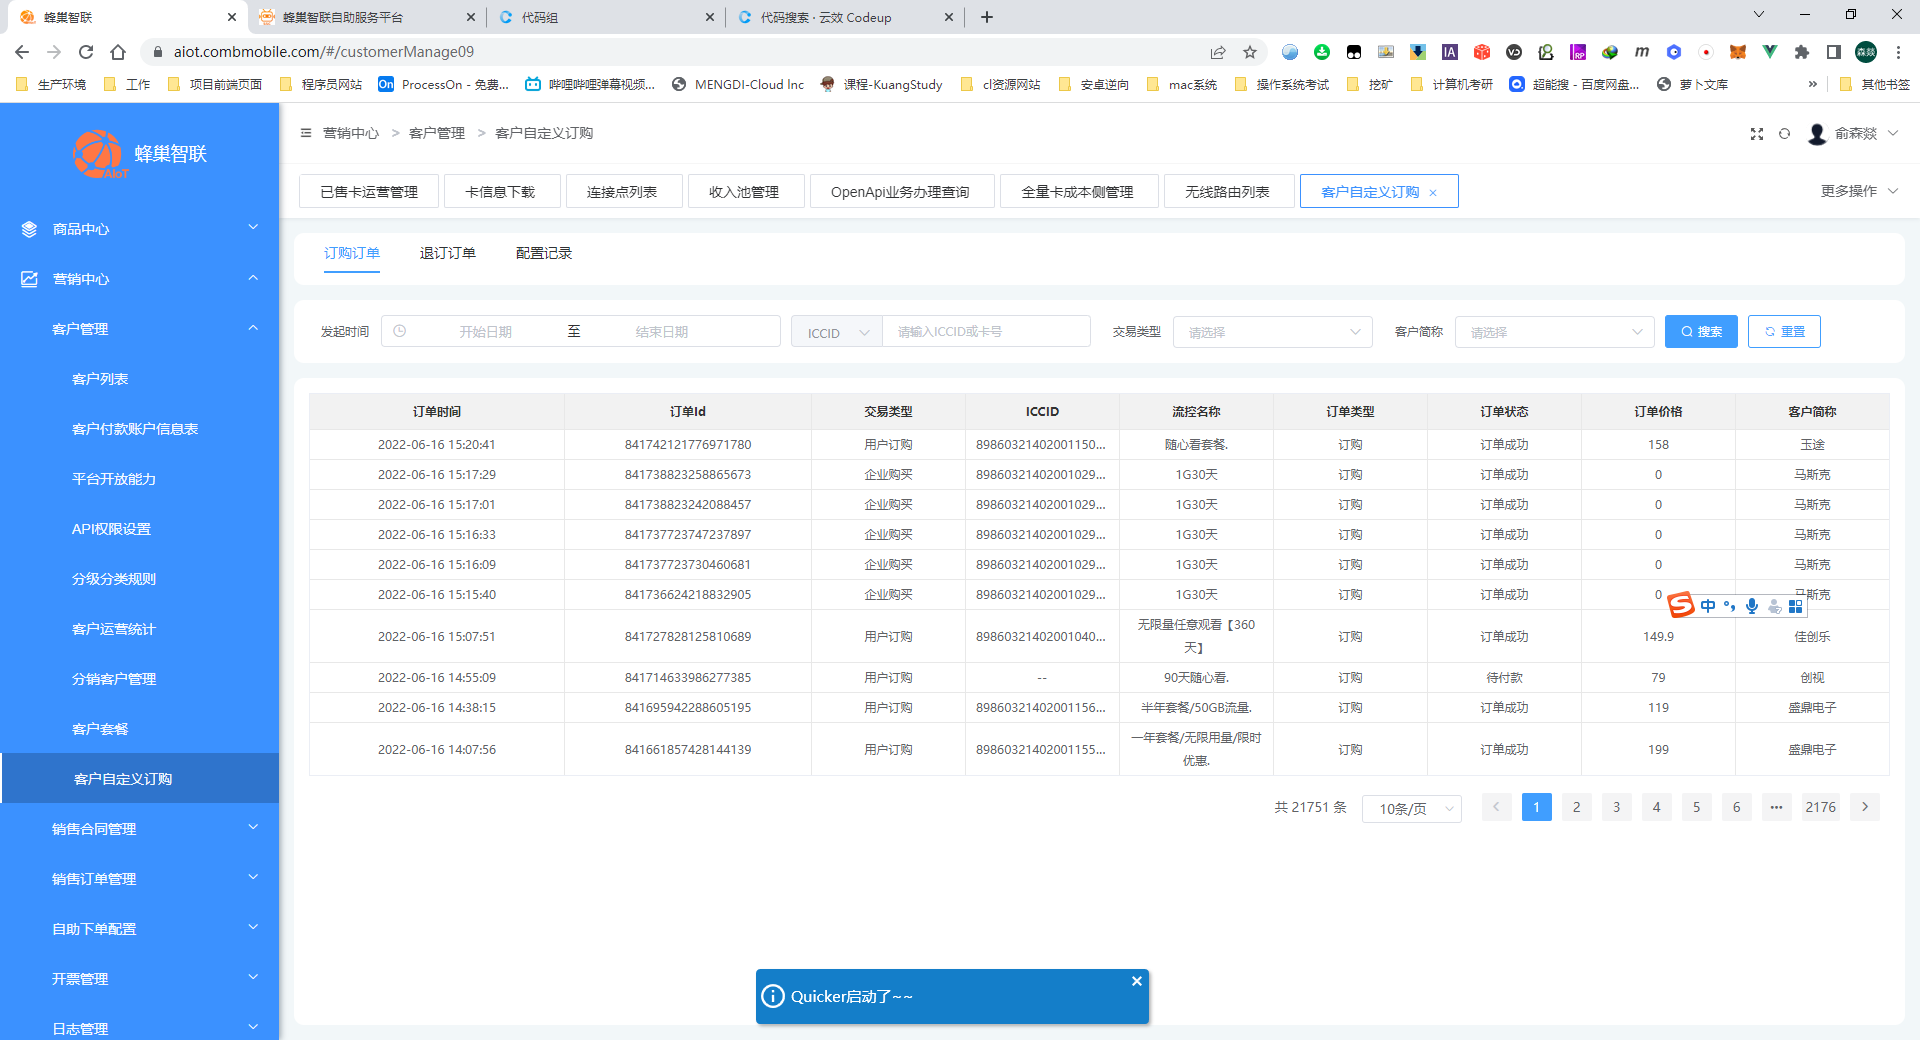 蜂巢智联
蜂巢智联自助服务平台
代码组
代码搜索 · 云效 Codeup
aiot.combmobile.com/#/customerManage09
生产环境
工作
项目前端页面
程序员网站
ProcessOn - 免费...
哔哩哔哩弹幕视频...
MENGDI-Cloud lnc
课程-KuangStudy
cl资源网站
安卓逆向
mac系统
操作系统考试
挖矿
计算机考研
超能搜 - 百度网盘...
萝卜文库
»
其他书签
AIoT
蜂巢智联
商品中心
营销中心
客户管理
客户列表
客户付款账户信息表
平台开放能力
API权限设置
分级分类规则
客户运营统计
分销客户管理
客户套餐
客户自定义订购
销售合同管理
销售订单管理
自助下单配置
开票管理
日志管理
营销中心 > 客户管理 > 客户自定义订购
俞森燚
已售卡运营管理
卡信息下载
连接点列表
收入池管理
OpenApi业务办理查询
全量卡成本侧管理
无线路由列表
客户自定义订购 ×
更多操作
订购订单
退订订单
配置记录
发起时间 开始日期 至 结束日期
ICCID 请输入ICCID或卡号
交易类型 请选择
客户简称 请选择
搜索
重置
订单时间 订单Id 交易类型 ICCID 流控名称 订单类型 订单状态 订单价格 客户简称
2022-06-16 15:20:41 841742121776971780 用户订购 89860321402001150... 随心看套餐. 订购 订单成功 158 玉途
2022-06-16 15:17:29 841738823258865673 企业购买 89860321402001029... 1G30天 订购 订单成功 0 马斯克
2022-06-16 15:17:01 841738823242088457 企业购买 89860321402001029... 1G30天 订购 订单成功 0 马斯克
2022-06-16 15:16:33 841737723747237897 企业购买 89860321402001029... 1G30天 订购 订单成功 0 马斯克
2022-06-16 15:16:09 841737723730460681 企业购买 89860321402001029... 1G30天 订购 订单成功 0 马斯克
2022-06-16 15:15:40 841736624218832905 企业购买 89860321402001029... 1G30天 订购 订单成功 0 马斯克
中
2022-06-16 15:07:51 841727828125810689 用户订购 89860321402001040... 无限量任意观看【360天】 订购 订单成功 149.9 佳创乐
2022-06-16 14:55:09 841714633986277385 用户订购 -- 90天随心看. 订购 待付款 79 创视
2022-06-16 14:38:15 841695942288605195 用户订购 89860321402001156... 半年套餐/50GB流量. 订购 订单成功 119 盛鼎电子
2022-06-16 14:07:56 841661857428144139 用户订购 89860321402001155... 一年套餐/无限用量/限时优惠. 订购 订单成功 199 盛鼎电子
共 21751 条 10条/页 1 2 3 4 5 6 ••• 2176
Quicker启动了~~